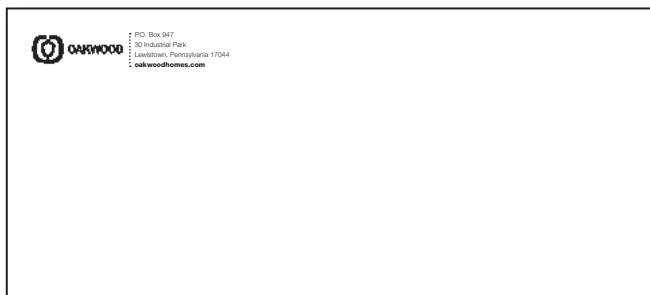 OAKWOOD
P.O. Box 947
30 Industrial Park
Lewistown, Pennsylvania 17044
oakwoodhomes.com